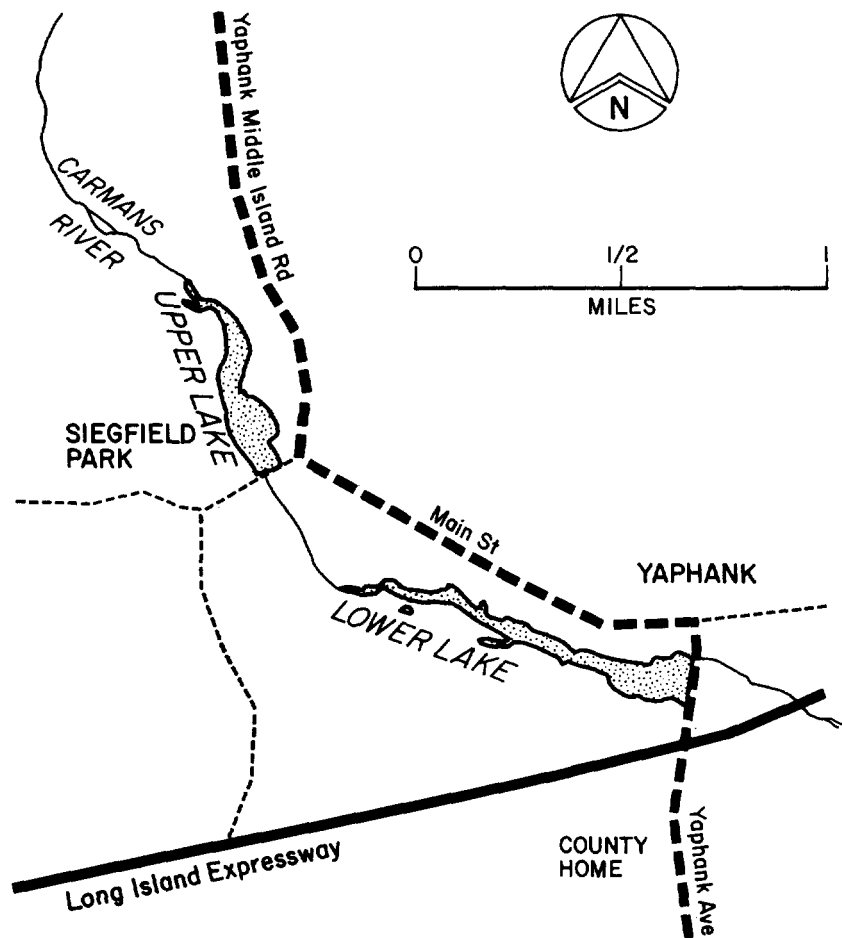 Yaphank Middle Island Rd
N
CARMANS
RIVER
0 1/2 1
MILES
UPPER LAKE
SIEGFIELD
PARK
Main St
YAPHANK
LOWER LAKE
COUNTY
HOME
Yaphank Ave
Long Island Expressway